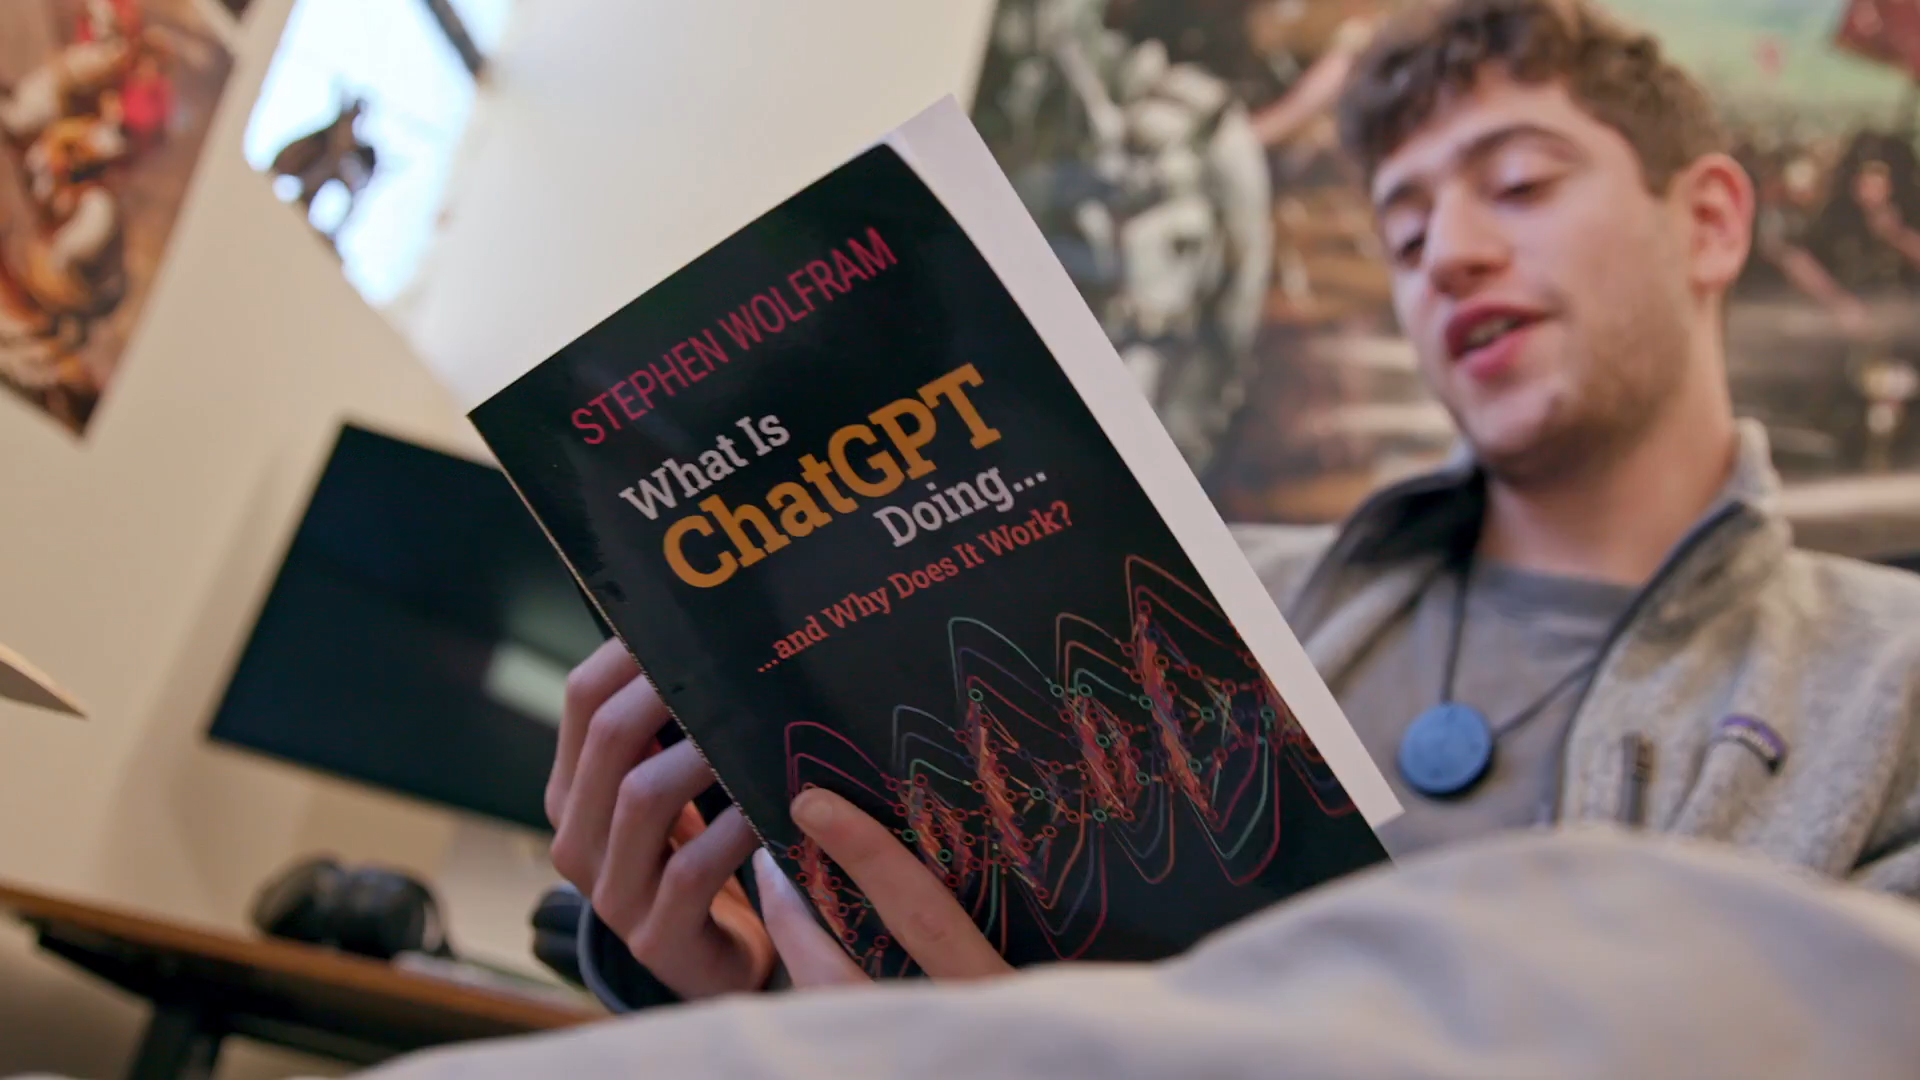 STEPHEN WOLFRAM
What Is
ChatGPT
Doing...
...and Why Does It Work?